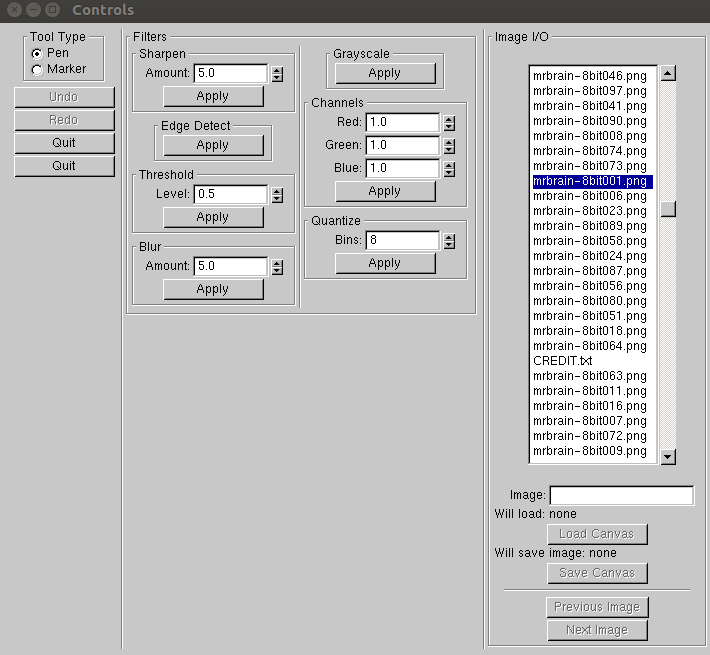 Controls
Tool Type
Pen
Marker
Undo
Redo
Quit
Quit
Filters
Sharpen
Amount: 5.0
Apply
Edge Detect
Apply
Threshold
Level: 0.5
Apply
Blur
Amount: 5.0
Apply
Grayscale
Apply
Channels
Red: 1.0
Green: 1.0
Blue: 1.0
Apply
Quantize
Bins: 8
Apply
Image I/O
mrbrain-8bit046.png
mrbrain-8bit097.png
mrbrain-8bit041.png
mrbrain-8bit090.png
mrbrain-8bit008.png
mrbrain-8bit074.png
mrbrain-8bit073.png
mrbrain-8bit001.png
mrbrain-8bit006.png
mrbrain-8bit023.png
mrbrain-8bit089.png
mrbrain-8bit058.png
mrbrain-8bit024.png
mrbrain-8bit087.png
mrbrain-8bit056.png
mrbrain-8bit080.png
mrbrain-8bit051.png
mrbrain-8bit018.png
mrbrain-8bit064.png
CREDIT.txt
mrbrain-8bit063.png
mrbrain-8bit011.png
mrbrain-8bit016.png
mrbrain-8bit007.png
mrbrain-8bit072.png
mrbrain-8bit009.png
Image:
Will load: none
Load Canvas
Will save image: none
Save Canvas
Previous Image
Next Image